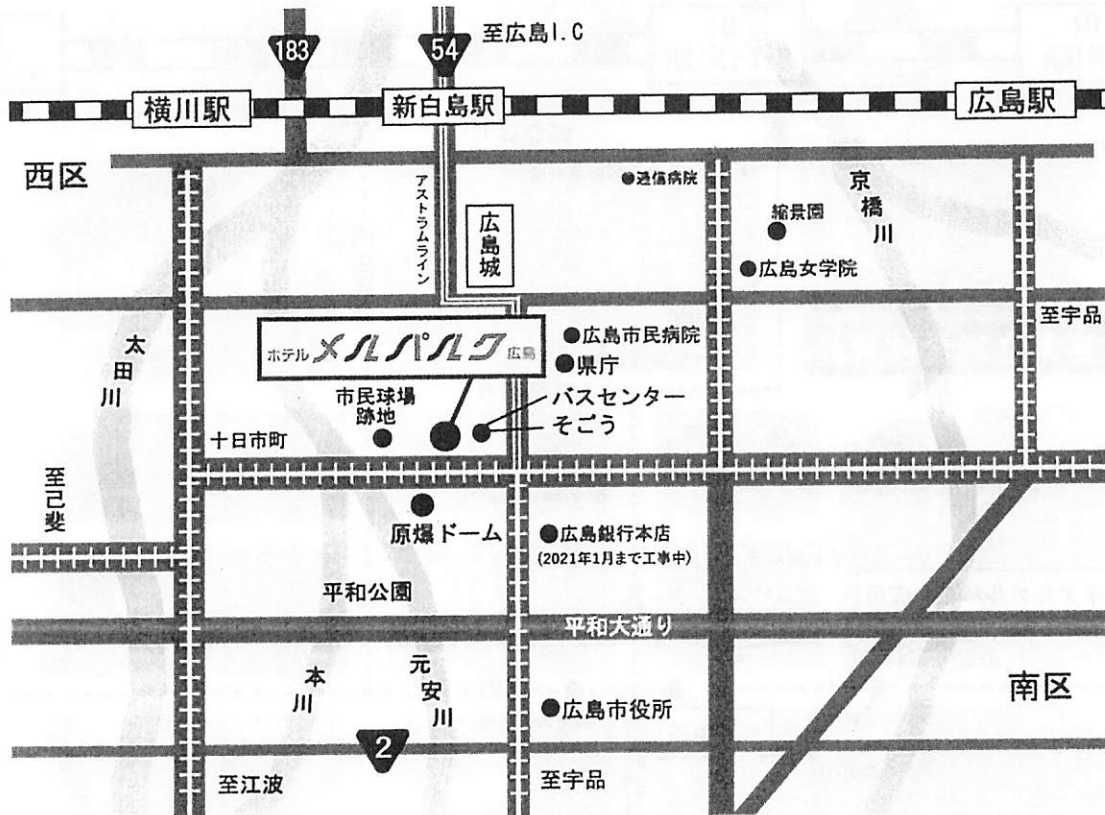 183
54
至広島I.C
横川駅
新白島駅
広島駅
西区
アストラムライン
広島城
逓信病院
縮景園
京橋川
広島女学院
至宇品
太田川
ホテル メルパルク 広島
広島市民病院
県庁
市民球場
跡地
バスセンター
そごう
十日市町
至己斐
原爆ドーム
広島銀行本店
(2021年1月まで工事中)
平和公園
平和大通り
本川
元安川
南区
広島市役所
2
至江波
至宇品